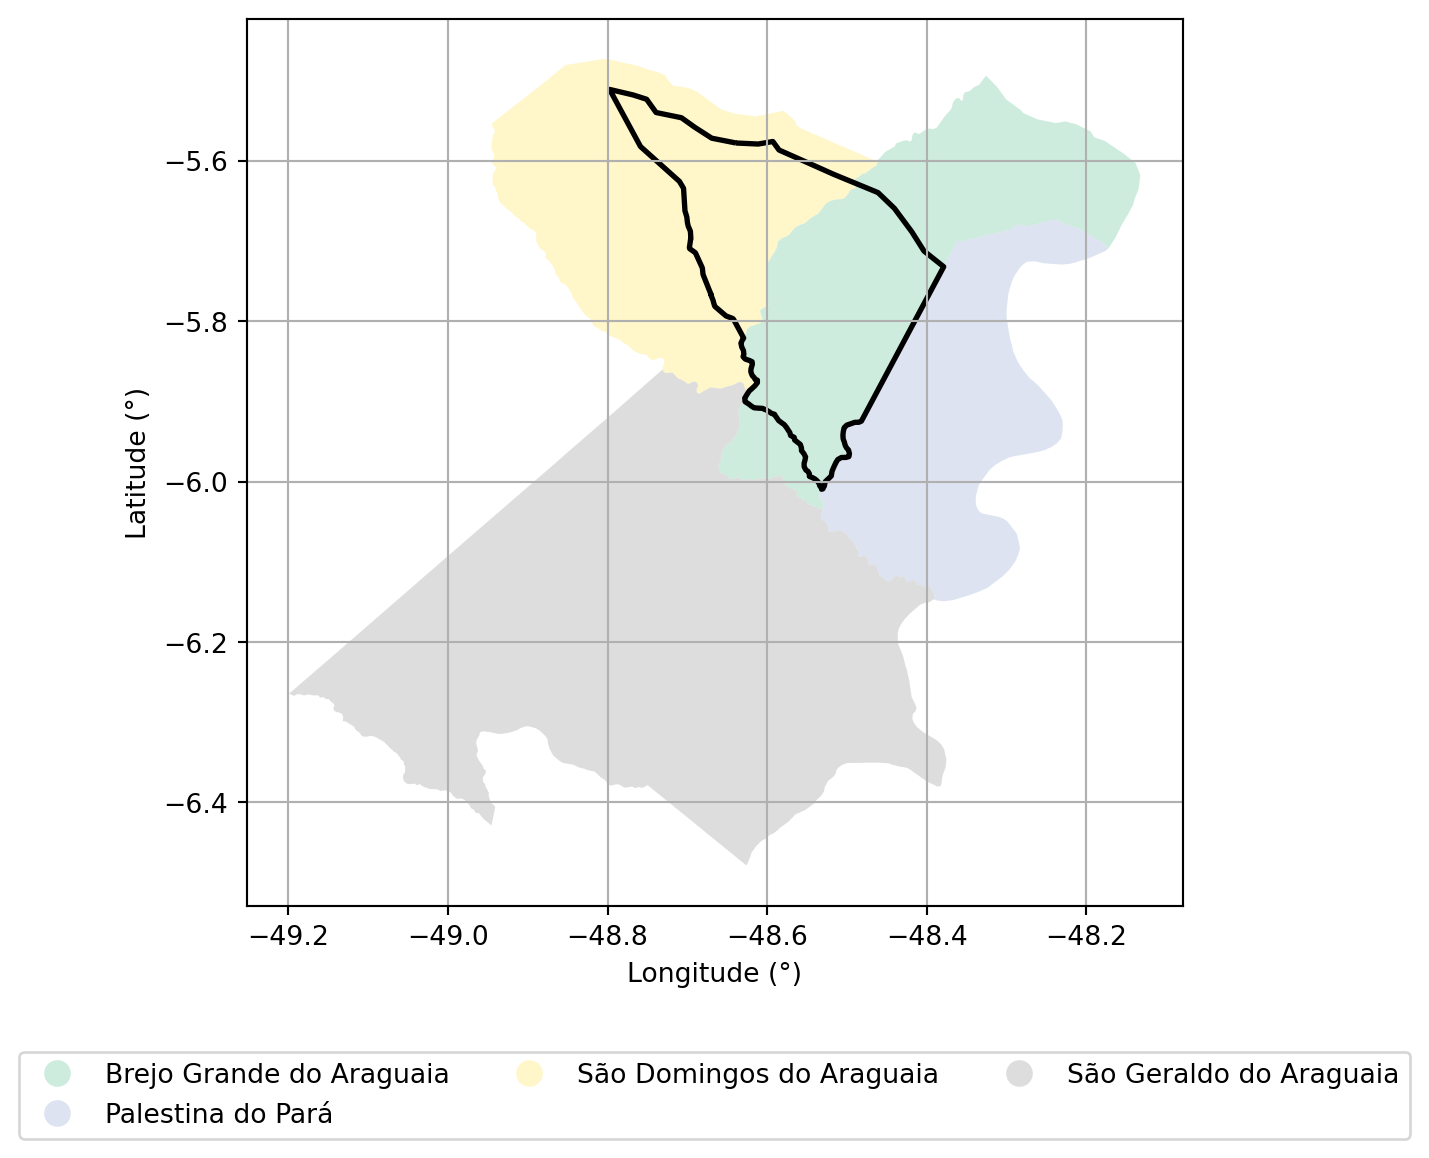 −5.6
−5.8
−6.0
−6.2
−6.4
Latitude (°)
−49.2 −49.0 −48.8 −48.6 −48.4 −48.2
Longitude (°)
Brejo Grande do Araguaia São Domingos do Araguaia São Geraldo do Araguaia
Palestina do Pará